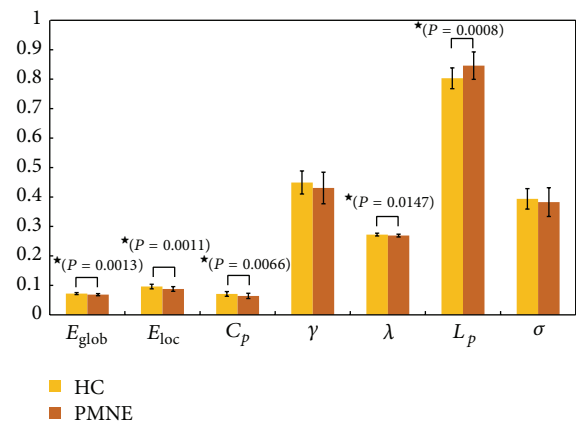 1
0.9
0.8
0.7
0.6
0.5
0.4
0.3
0.2
0.1
0
★(P = 0.0008)
★(P = 0.0147)
★(P = 0.0011)
★(P = 0.0013)
★(P = 0.0066)
E_glob E_loc C_p γ λ L_p σ
HC
PMNE